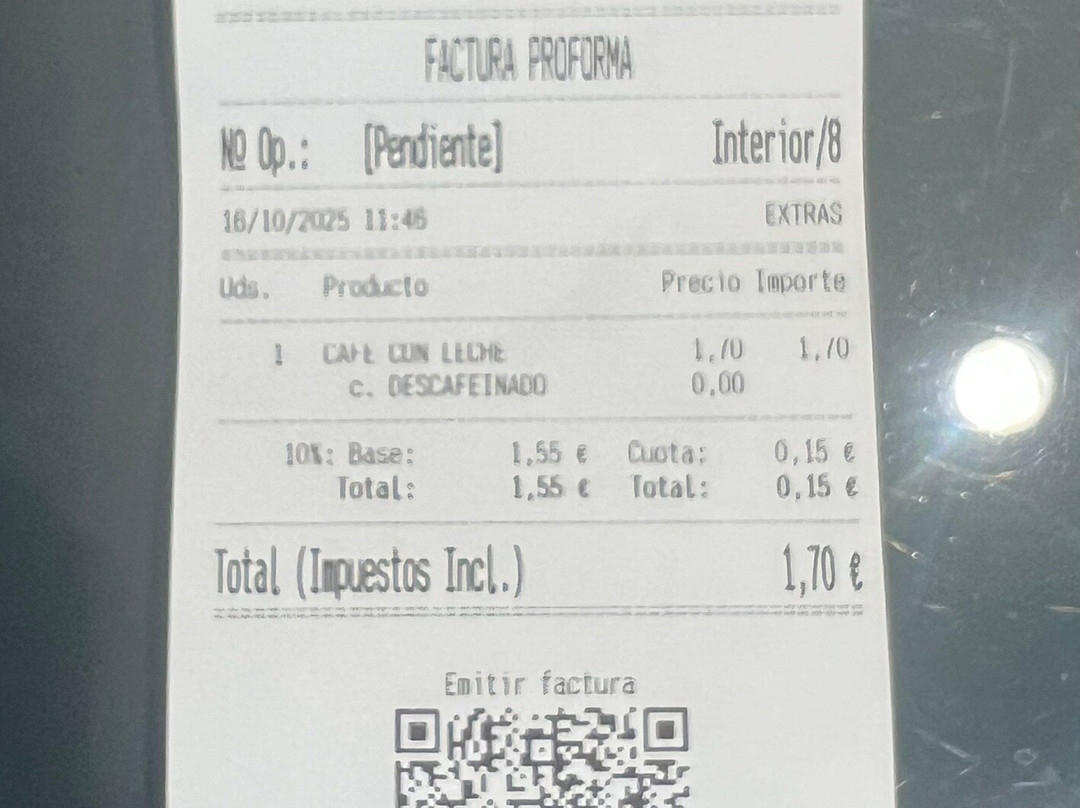 FACTURA PROFORMA
Nº Op.: [Pendiente] Interior/8
16/10/2025 11:46 EXTRAS
Uds. Producto Precio Importe
1 CAFE CON LECHE 1,70 1,70
c. DESCAFEINADO 0,00
10%: Base: 1,55 € Cuota: 0,15 €
Total: 1,55 € Total: 0,15 €
Total (Impuestos Incl.) 1,70 €
Emitir factura